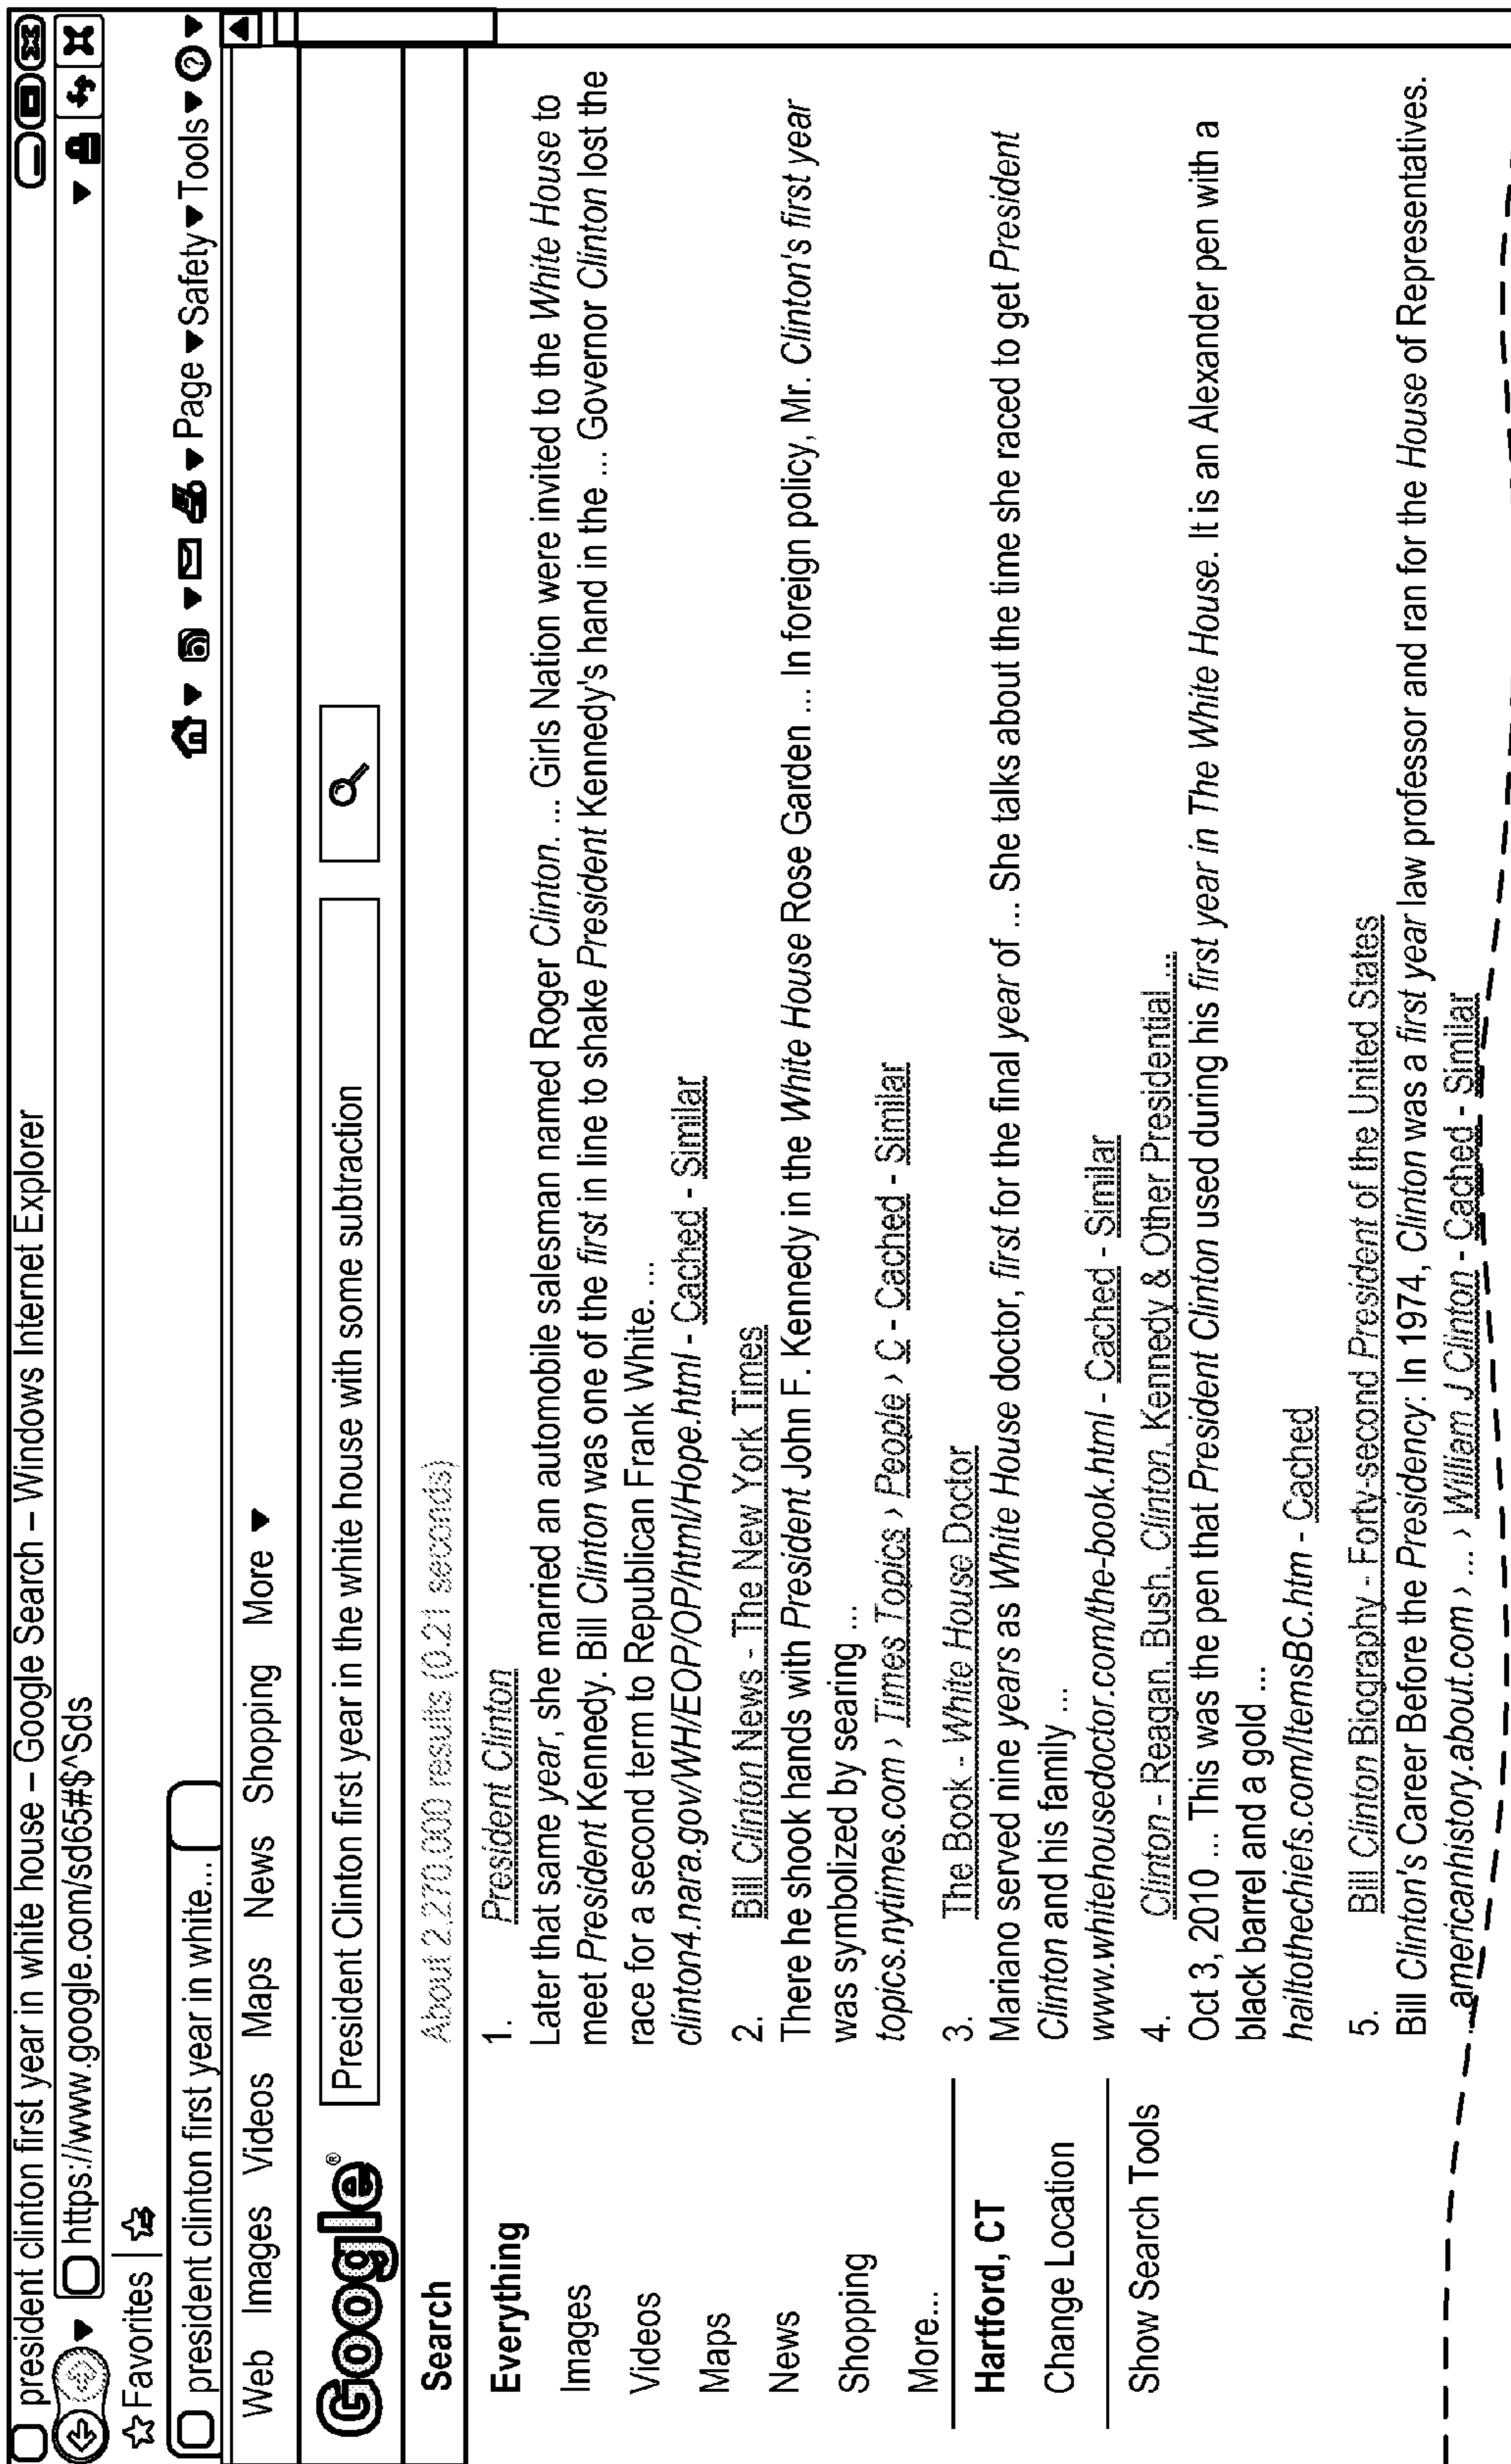 president clinton first year in white house – Google Search – Windows Internet Explorer
https://www.google.com/sd65#$^Sds
Favorites
Page Safety Tools ?
president clinton first year in white...
Web Images Videos Maps News Shopping More
Google® President Clinton first year in the white house with some subtraction
Search
About 2,270,000 results (0.21 seconds)
Everything
Images
Videos
Maps
News
Shopping
More...
Hartford, CT
Change Location
Show Search Tools
1. President Clinton
Later that same year, she married an automobile salesman named Roger Clinton. ... Girls Nation were invited to the White House to
meet President Kennedy. Bill Clinton was one of the first in line to shake President Kennedy's hand in the ... Governor Clinton lost the
race for a second term to Republican Frank White. ...
clinton4.nara.gov/WH/EOP/OP/html/Hope.html - Cached - Similar
2. Bill Clinton News - The New York Times
There he shook hands with President John F. Kennedy in the White House Rose Garden ... In foreign policy, Mr. Clinton's first year
was symbolized by searing ...
topics.nytimes.com › Times Topics › People › C - Cached - Similar
3. The Book - White House Doctor
Mariano served nine years as White House doctor, first for the final year of ... She talks about the time she raced to get President
Clinton and his family ...
www.whitehousedoctor.com/the-book.html - Cached - Similar
4. Clinton - Reagan, Bush, Clinton, Kennedy & Other Presidential ...
Oct 3, 2010 ... This was the pen that President Clinton used during his first year in The White House. It is an Alexander pen with a
black barrel and a gold ...
hailtothechiefs.com/ItemsBC.htm - Cached
5. Bill Clinton Biography - Forty-second President of the United States
Bill Clinton's Career Before the Presidency: In 1974, Clinton was a first year law professor and ran for the House of Representatives.
americanhistory.about.com › ... › William J Clinton - Cached - Similar